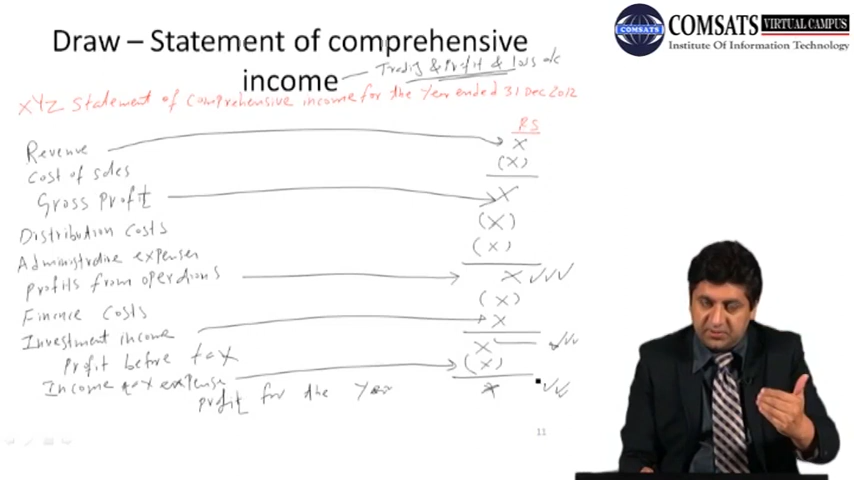 COMSATS
COMSATS VIRTUAL CAMPUS
Institute Of Information Technology
Draw – Statement of comprehensive
income – Trading & Profit & loss a/c
XYZ Statement of comprehensive income for the Year ended 31 Dec 2012
RS
Revenue X
Cost of sales (X)
Gross profit X
Distribution costs (X)
Administrative expenses (X)
Profits from operations X ✓✓✓
Finance costs (X)
Investment income X
Profit before tax X ✓✓✓
Income tax expense (X)
profit for the Year X ✓✓
11